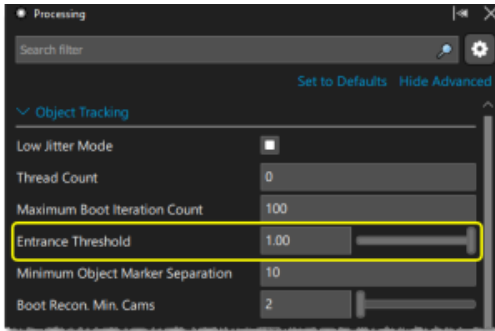 Processing
Search filter
Set to Defaults Hide Advanced
Object Tracking
Low Jitter Mode
Thread Count 0
Maximum Boot Iteration Count 100
Entrance Threshold 1.00
Minimum Object Marker Separation 10
Boot Recon. Min. Cams 2